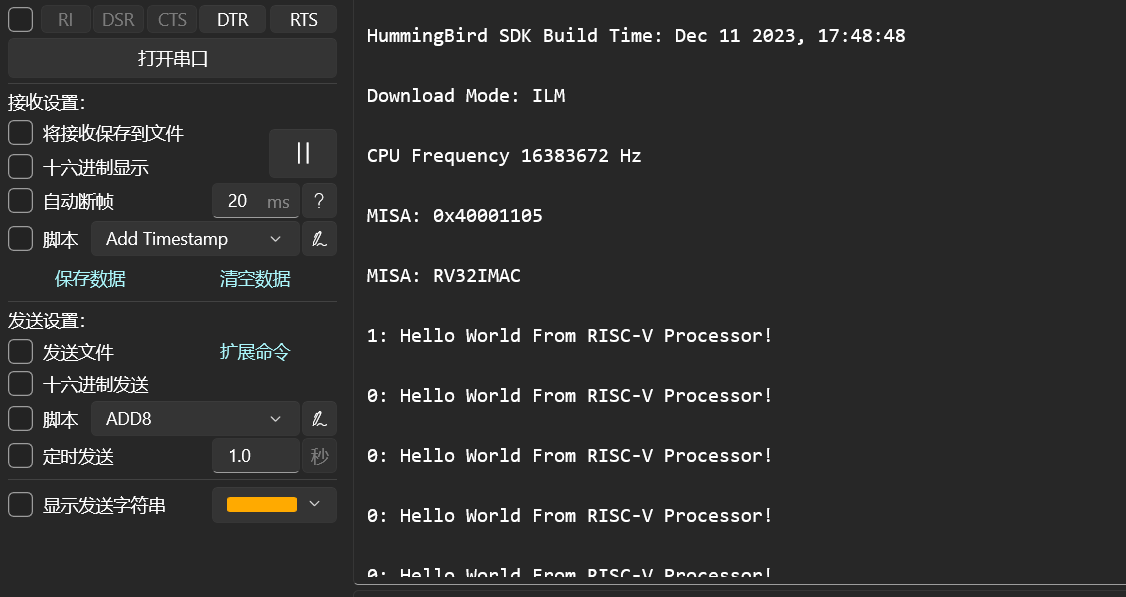 RI DSR CTS DTR RTS
打开串口
接收设置:
将接收保存到文件
十六进制显示
自动断帧 20 ms ?
脚本 Add Timestamp
保存数据 清空数据
发送设置:
发送文件 扩展命令
十六进制发送
脚本 ADD8
定时发送 1.0 秒
显示发送字符串
HummingBird SDK Build Time: Dec 11 2023, 17:48:48
Download Mode: ILM
CPU Frequency 16383672 Hz
MISA: 0x40001105
MISA: RV32IMAC
1: Hello World From RISC-V Processor!
0: Hello World From RISC-V Processor!
0: Hello World From RISC-V Processor!
0: Hello World From RISC-V Processor!
0: Hello World From RISC-V Processor!